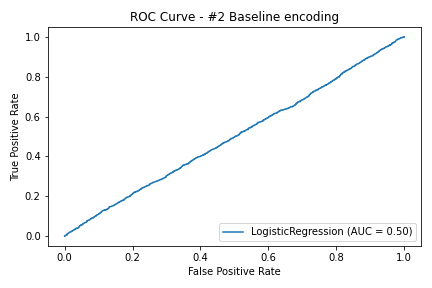 ROC Curve - #2 Baseline encoding
True Positive Rate
1.0
0.8
0.6
0.4
0.2
0.0
LogisticRegression (AUC = 0.50)
0.0 0.2 0.4 0.6 0.8 1.0
False Positive Rate